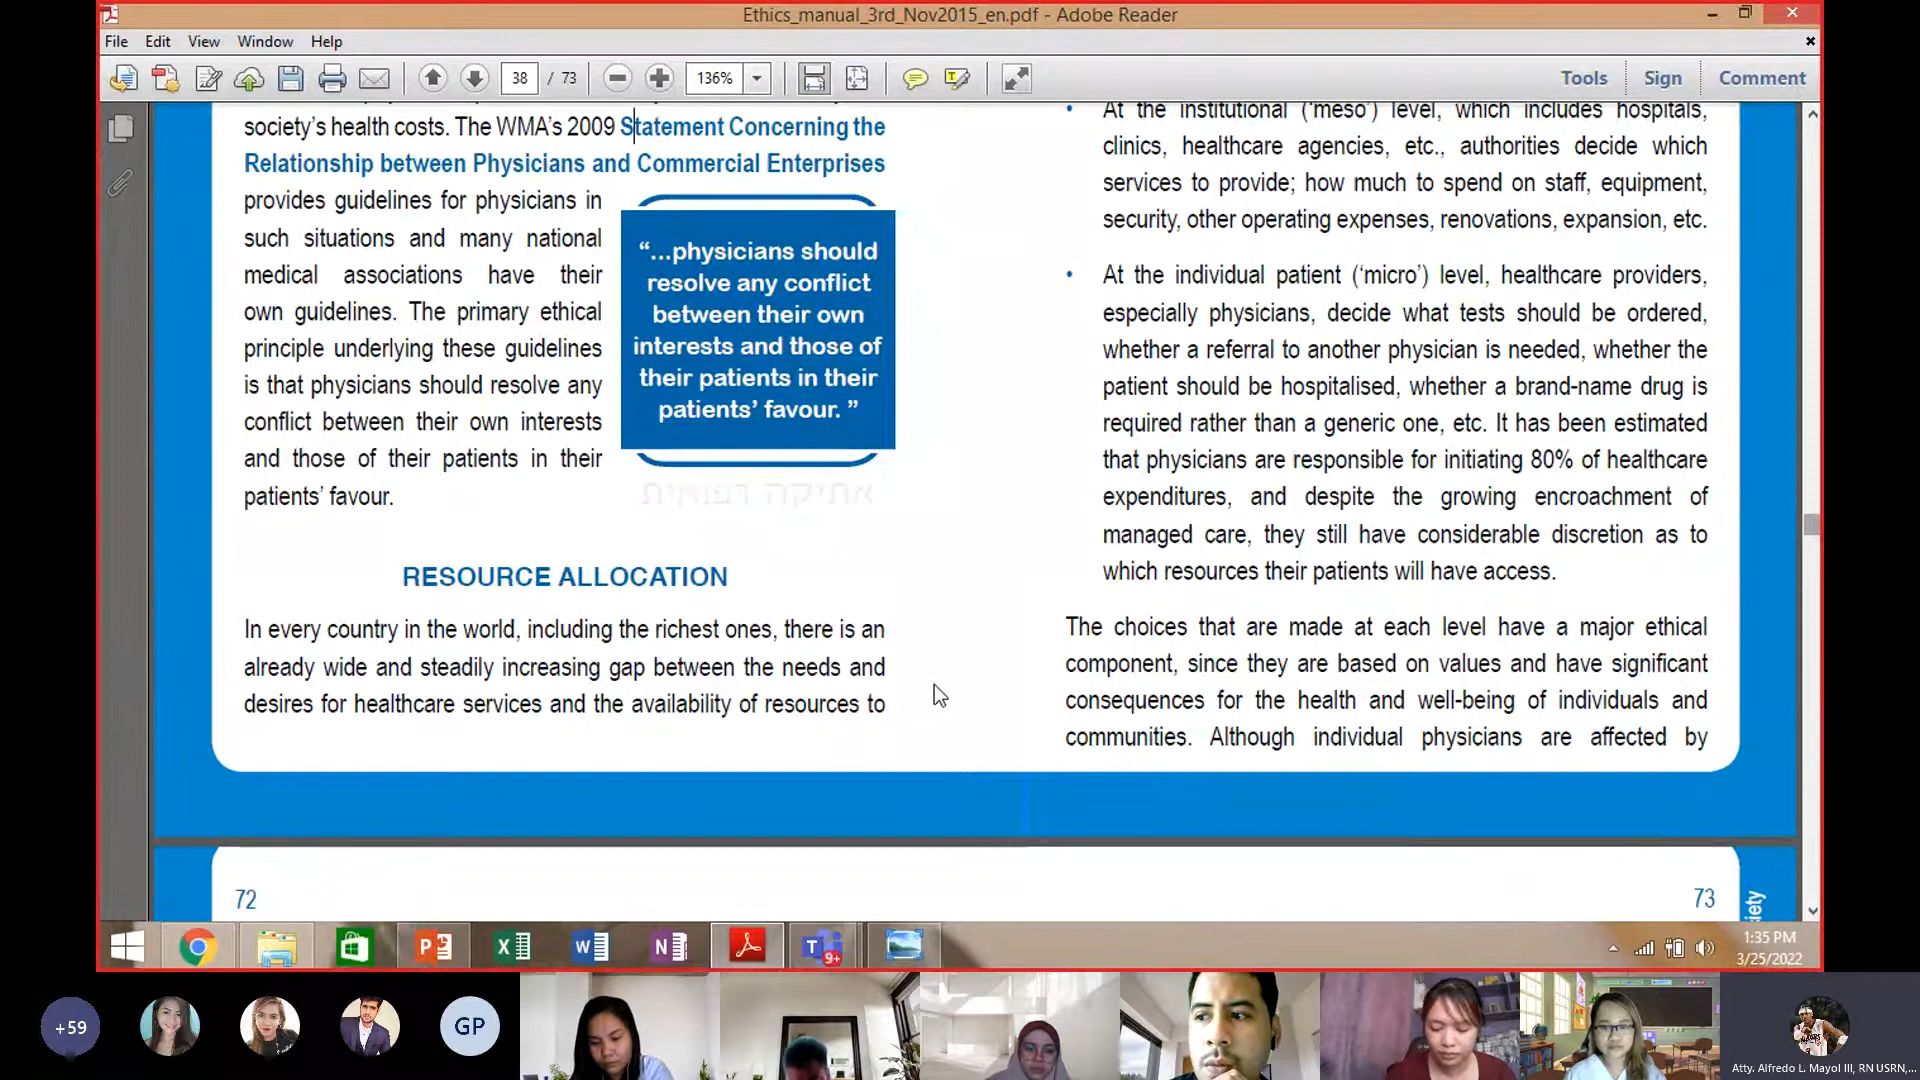 Ethics_manual_3rd_Nov2015_en.pdf - Adobe Reader
File Edit View Window Help
38 / 73 136% Tools Sign Comment
society's health costs. The WMA's 2009 Statement Concerning the
Relationship between Physicians and Commercial Enterprises
provides guidelines for physicians in
such situations and many national
medical associations have their
own guidelines. The primary ethical
principle underlying these guidelines
is that physicians should resolve any
conflict between their own interests
and those of their patients in their
patients' favour.
“...physicians should
resolve any conflict
between their own
interests and those of
their patients in their
patients’ favour. ”
אתיקה רפואית
RESOURCE ALLOCATION
In every country in the world, including the richest ones, there is an
already wide and steadily increasing gap between the needs and
desires for healthcare services and the availability of resources to
• At the institutional (‘meso’) level, which includes hospitals,
clinics, healthcare agencies, etc., authorities decide which
services to provide; how much to spend on staff, equipment,
security, other operating expenses, renovations, expansion, etc.
• At the individual patient (‘micro’) level, healthcare providers,
especially physicians, decide what tests should be ordered,
whether a referral to another physician is needed, whether the
patient should be hospitalised, whether a brand-name drug is
required rather than a generic one, etc. It has been estimated
that physicians are responsible for initiating 80% of healthcare
expenditures, and despite the growing encroachment of
managed care, they still have considerable discretion as to
which resources their patients will have access.
The choices that are made at each level have a major ethical
component, since they are based on values and have significant
consequences for the health and well-being of individuals and
communities. Although individual physicians are affected by
72
73
9+
1:35 PM
3/25/2022
+59
GP
Atty. Alfredo L. Mayol III, RN USRN,...